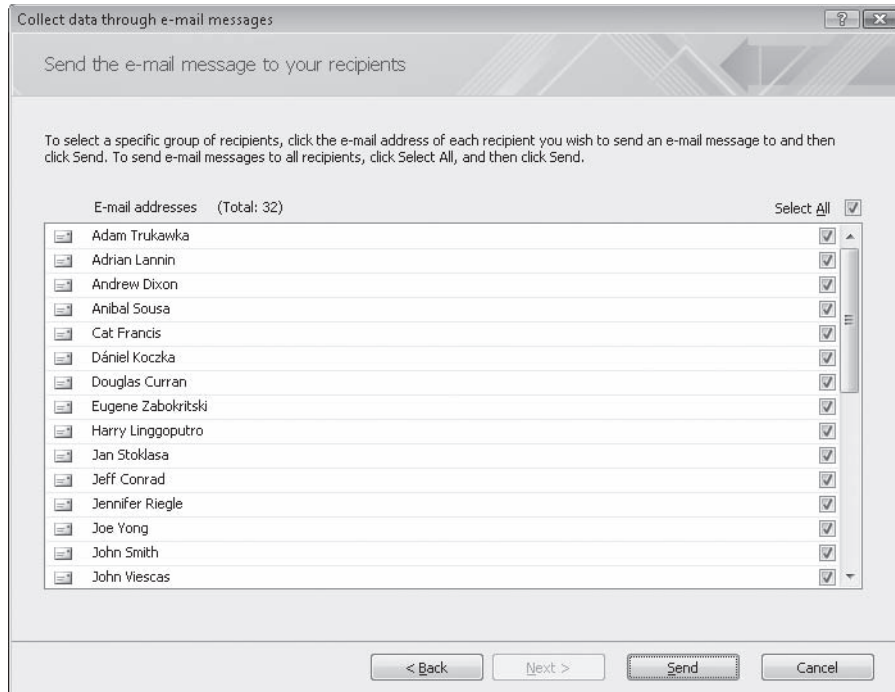 Collect data through e-mail messages
Send the e-mail message to your recipients
To select a specific group of recipients, click the e-mail address of each recipient you wish to send an e-mail message to and then
click Send. To send e-mail messages to all recipients, click Select All, and then click Send.
E-mail addresses (Total: 32) Select All
Adam Trukawka
Adrian Lannin
Andrew Dixon
Anibal Sousa
Cat Francis
Dániel Koczka
Douglas Curran
Eugene Zabokritski
Harry Linggoputro
Jan Stoklasa
Jeff Conrad
Jennifer Riegle
Joe Yong
John Smith
John Viescas
< Back Next > Send Cancel